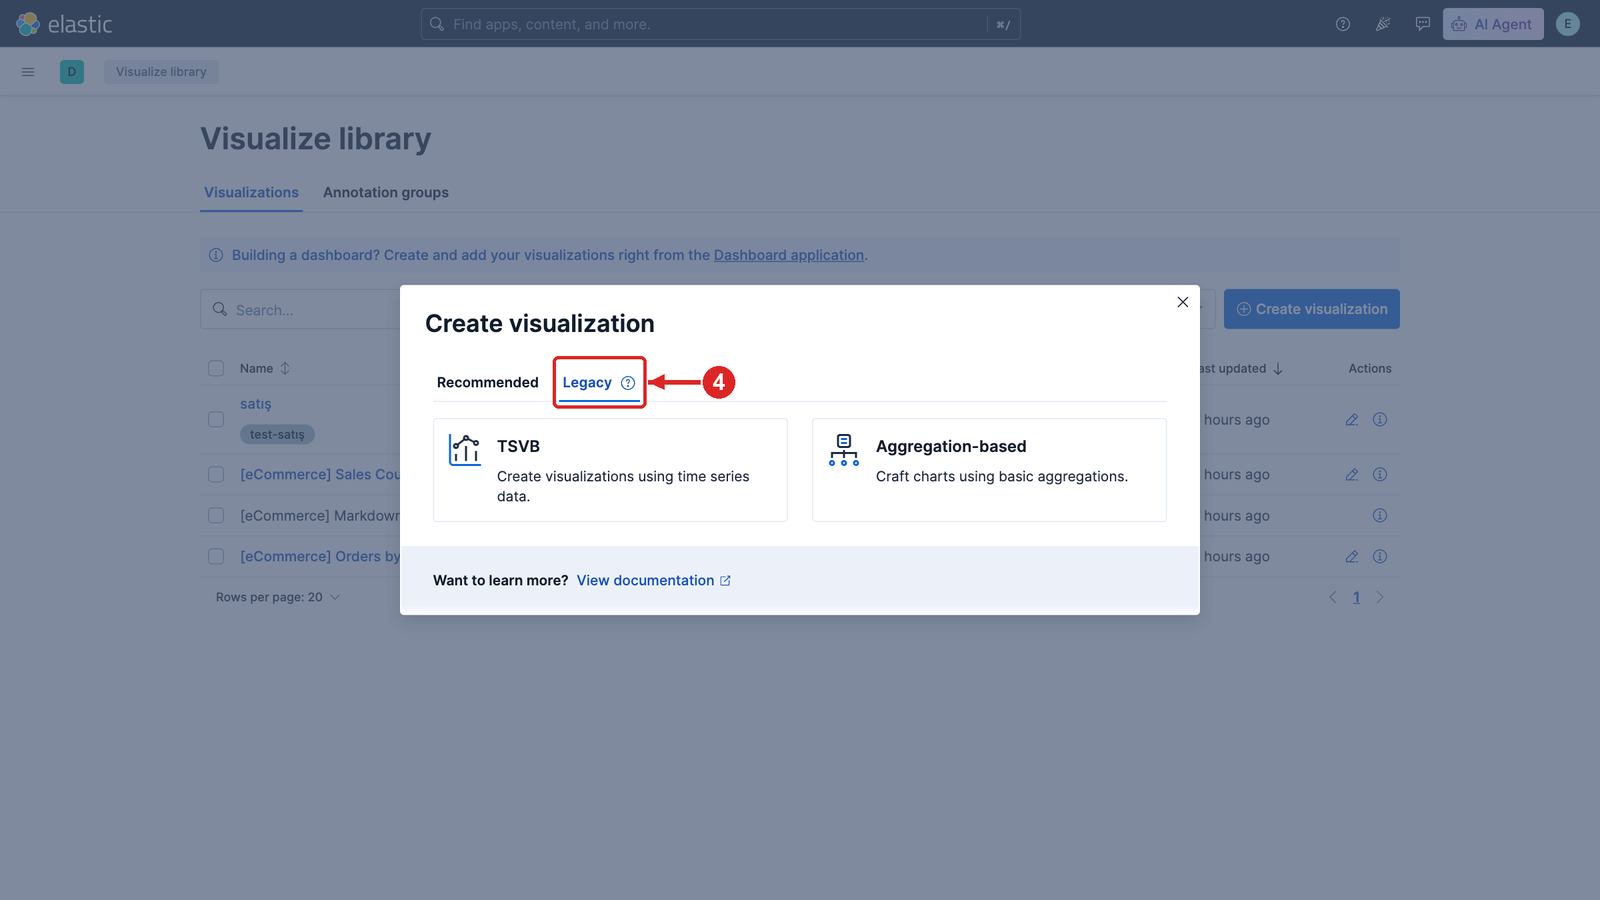 elastic
Find apps, content, and more.
⌘/
AI Agent
E
D
Visualize library
Visualize library
Visualizations
Annotation groups
Building a dashboard? Create and add your visualizations right from the Dashboard application.
Search...
Create visualization
Create visualization
Recommended
Legacy
4
Name
ast updated
Actions
satış
test-satış
hours ago
TSVB
Create visualizations using time series
data.
Aggregation-based
Craft charts using basic aggregations.
[eCommerce] Sales Cou
hours ago
[eCommerce] Markdown
hours ago
[eCommerce] Orders by
hours ago
Want to learn more? View documentation
Rows per page: 20
1